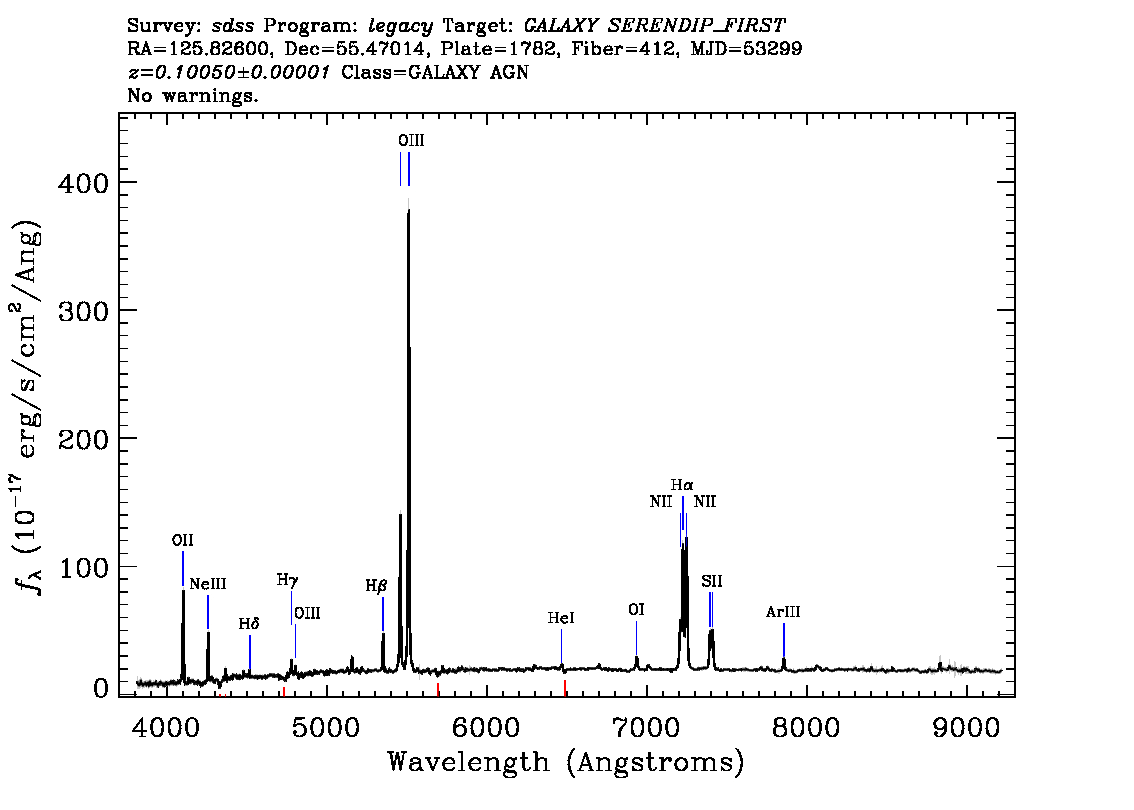 Survey: sdss Program: legacy Target: GALAXY SERENDIP_FIRST
RA=125.82600, Dec=55.47014, Plate=1782, Fiber=412, MJD=53299
z=0.10050±0.00001 Class=GALAXY AGN
No warnings.
OIII
400
300
200
100
0
Hα
NII NII
OII
NeIII
Hγ
Hβ
SII
OIII
Hδ
HeI
OI
ArIII
f_λ (10^−17 erg/s/cm^2/Ang)
4000 5000 6000 7000 8000 9000
Wavelength (Angstroms)